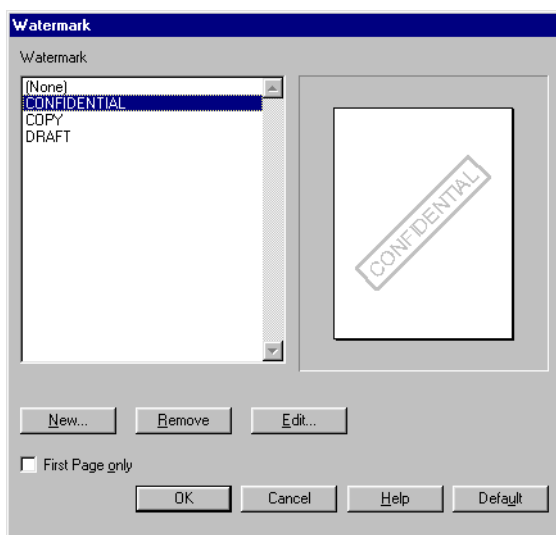 Watermark
Watermark
(None)
CONFIDENTIAL
COPY
DRAFT
CONFIDENTIAL
New... Remove Edit...
First Page only
OK Cancel Help Default